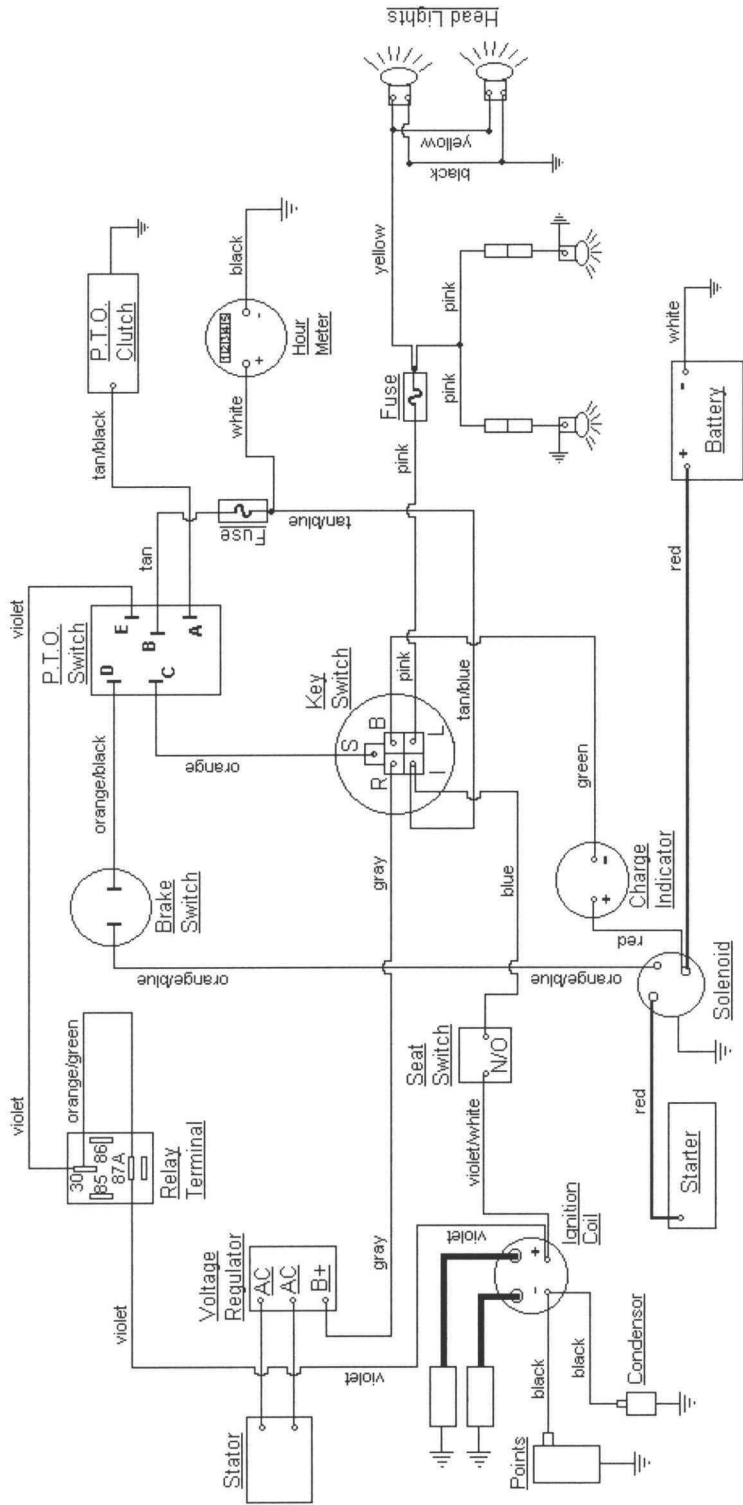 violet
orange/green
30
86
85
87A
Relay
Terminal
violet
orange/black
Brake
Switch
orange/blue
P.T.O.
Switch
D
E
C
B
A
violet
tan/black
P.T.O.
Clutch
tan
Fuse
white
black
12345
+
-
Hour
Meter
tan/blue
orange
Key
Switch
S
R
B
I
L
gray
pink
tan/blue
blue
pink
Fuse
yellow
pink
pink
yellow
black
Head Lights
Voltage
Regulator
AC
AC
B+
gray
Stator
violet
violet
violet/white
Seat
Switch
N/O
-
+
Ignition
Coil
black
black
Points
Condensor
green
+
-
Charge
Indicator
red
orange/blue
Solenoid
red
Starter
red
+
-
Battery
white